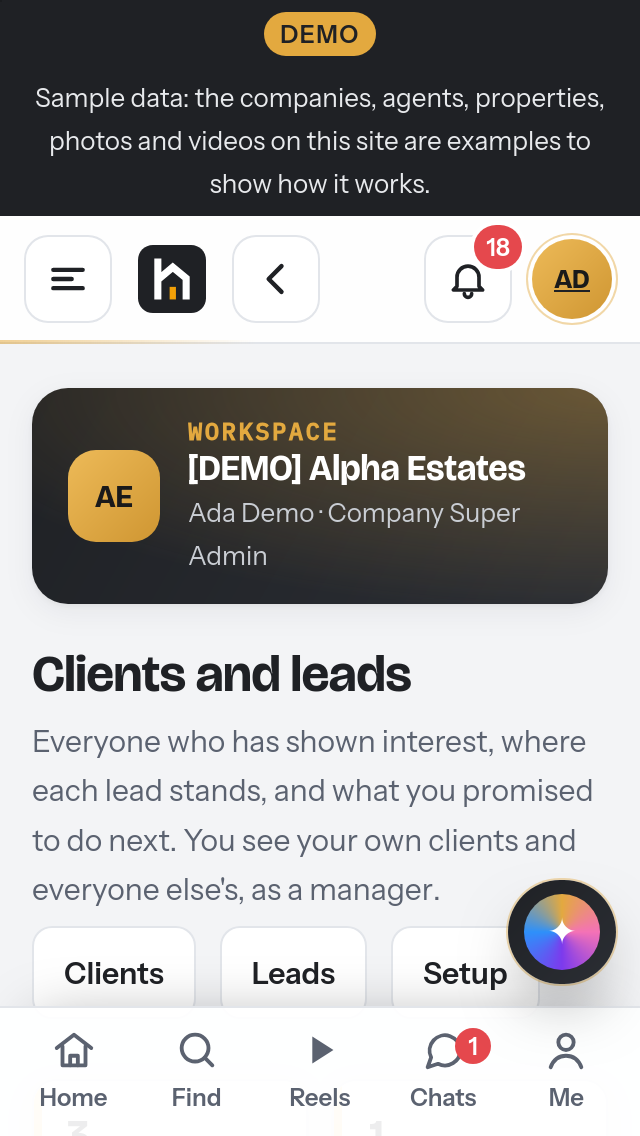 DEMO
Sample data: the companies, agents, properties,
photos and videos on this site are examples to
show how it works.
18
AD
AE
WORKSPACE
[DEMO] Alpha Estates
Ada Demo · Company Super
Admin
Clients and leads
Everyone who has shown interest, where
each lead stands, and what you promised
to do next. You see your own clients and
everyone else's, as a manager.
Clients Leads Setup
1
Home Find Reels Chats Me
3 1